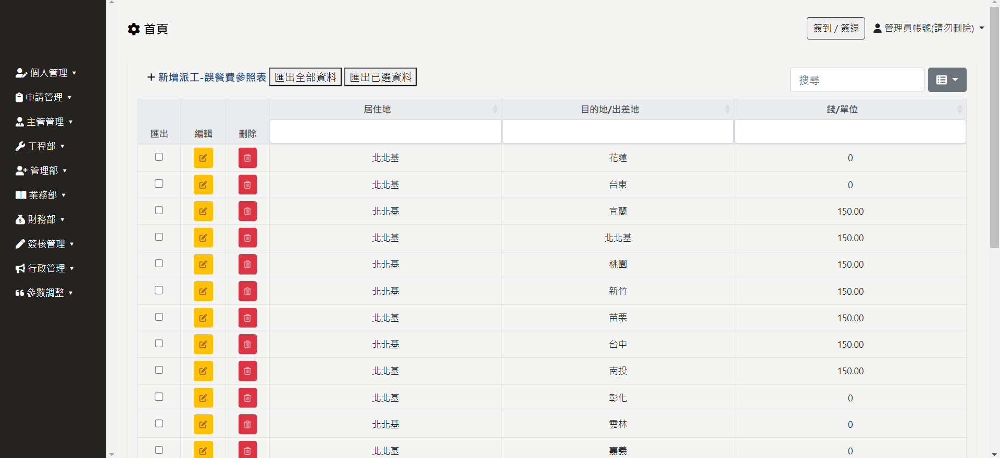 首頁
簽到 / 簽退
管理員帳號(請勿刪除)
個人管理
申請管理
主管管理
工程部
管理部
業務部
財務部
簽核管理
行政管理
參數調整
+ 新增派工-誤餐費參照表 匯出全部資料 匯出已選資料
搜尋
匯出 編輯 刪除 居住地 目的地/出差地 錢/單位
北北基 花蓮 0
北北基 台東 0
北北基 宜蘭 150.00
北北基 北北基 150.00
北北基 桃園 150.00
北北基 新竹 150.00
北北基 苗栗 150.00
北北基 台中 150.00
北北基 南投 150.00
北北基 彰化 0
北北基 雲林 0
北北基 嘉義 0